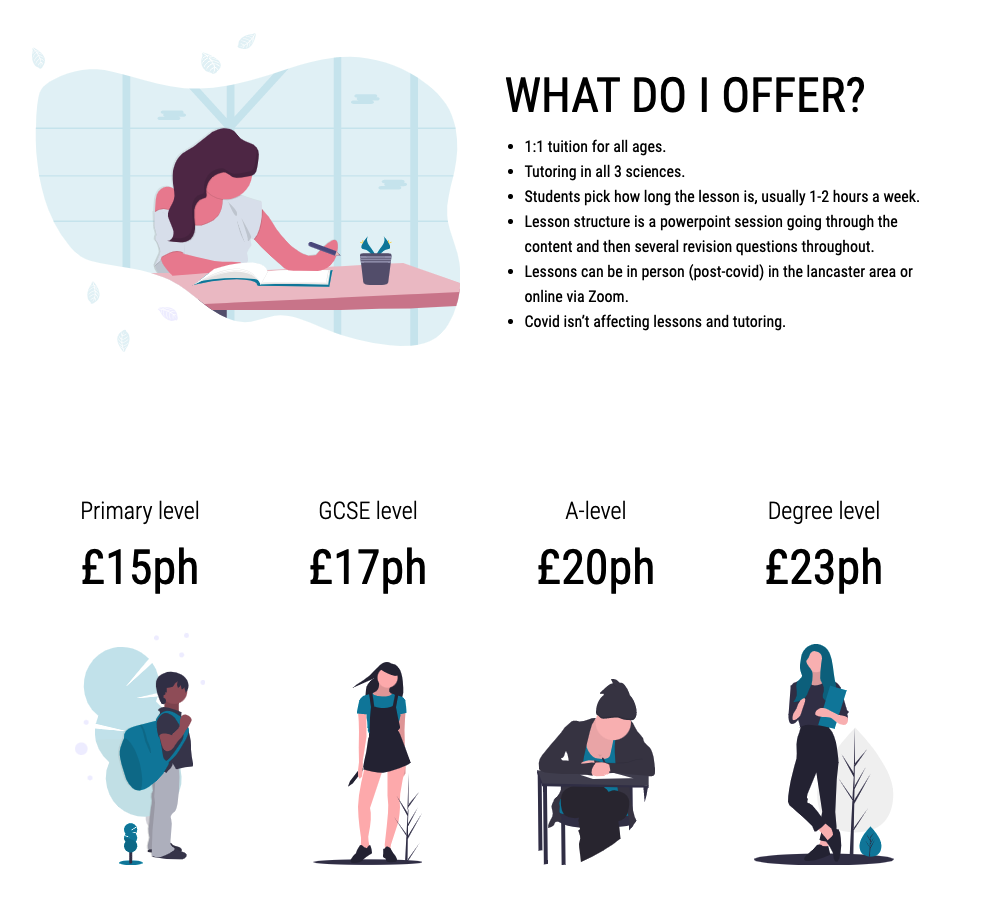 WHAT DO I OFFER?
• 1:1 tuition for all ages.
• Tutoring in all 3 sciences.
• Students pick how long the lesson is, usually 1-2 hours a week.
• Lesson structure is a powerpoint session going through the
content and then several revision questions throughout.
• Lessons can be in person (post-covid) in the lancaster area or
online via Zoom.
• Covid isn’t affecting lessons and tutoring.
Primary level
£15ph
GCSE level
£17ph
A-level
£20ph
Degree level
£23ph